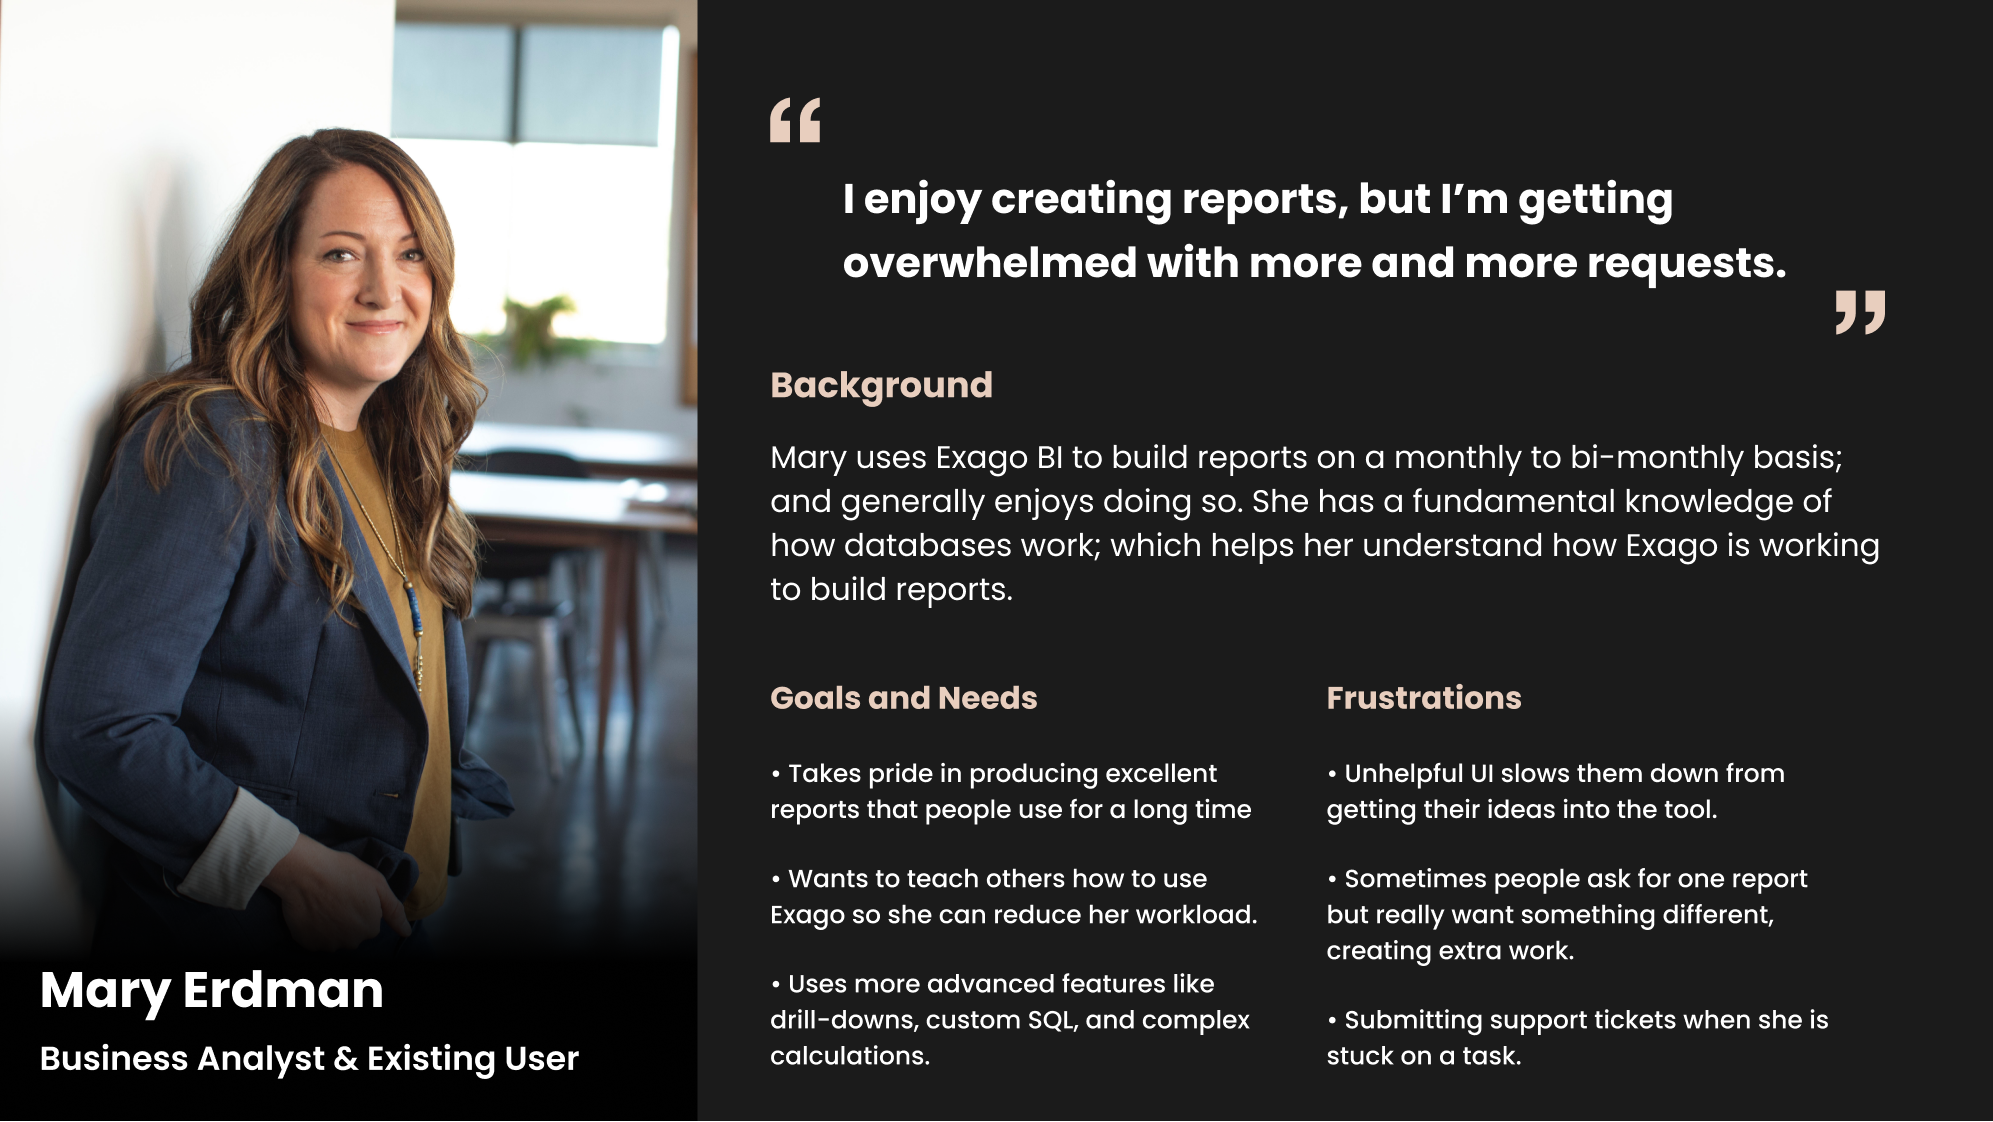 “
I enjoy creating reports, but I’m getting
overwhelmed with more and more requests.
”
Background
Mary uses Exago BI to build reports on a monthly to bi-monthly basis;
and generally enjoys doing so. She has a fundamental knowledge of
how databases work; which helps her understand how Exago is working
to build reports.
Goals and Needs
• Takes pride in producing excellent
reports that people use for a long time
• Wants to teach others how to use
Exago so she can reduce her workload.
• Uses more advanced features like
drill-downs, custom SQL, and complex
calculations.
Frustrations
• Unhelpful UI slows them down from
getting their ideas into the tool.
• Sometimes people ask for one report
but really want something different,
creating extra work.
• Submitting support tickets when she is
stuck on a task.
Mary Erdman
Business Analyst & Existing User